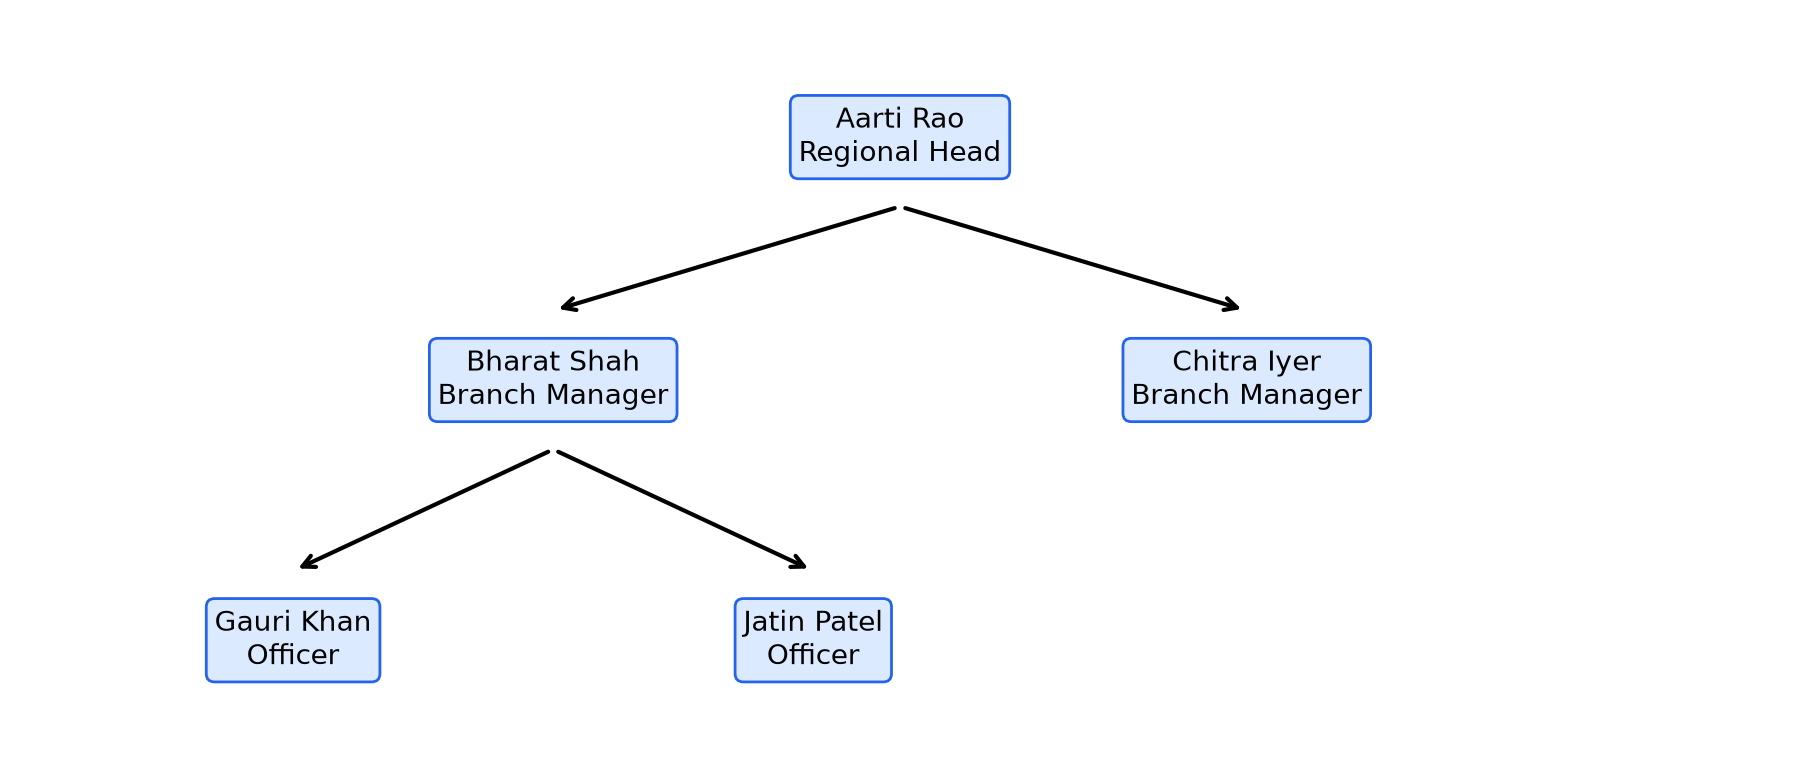 Aarti Rao
Regional Head
Bharat Shah
Branch Manager
Chitra Iyer
Branch Manager
Gauri Khan
Officer
Jatin Patel
Officer